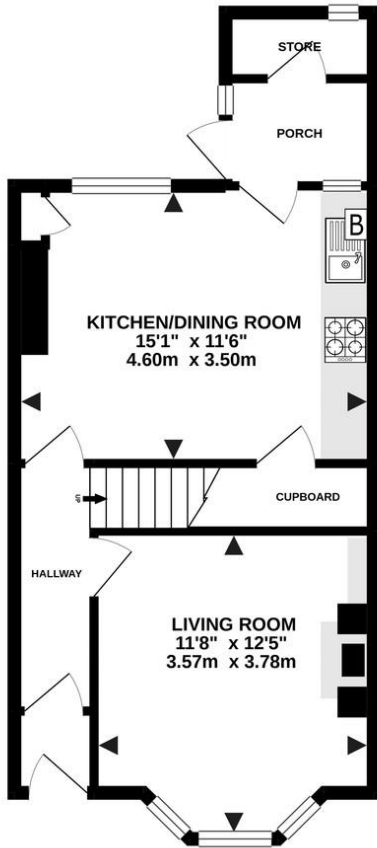 STORE
PORCH
B
KITCHEN/DINING ROOM
15'1" x 11'6"
4.60m x 3.50m
UP
CUPBOARD
HALLWAY
LIVING ROOM
11'8" x 12'5"
3.57m x 3.78m